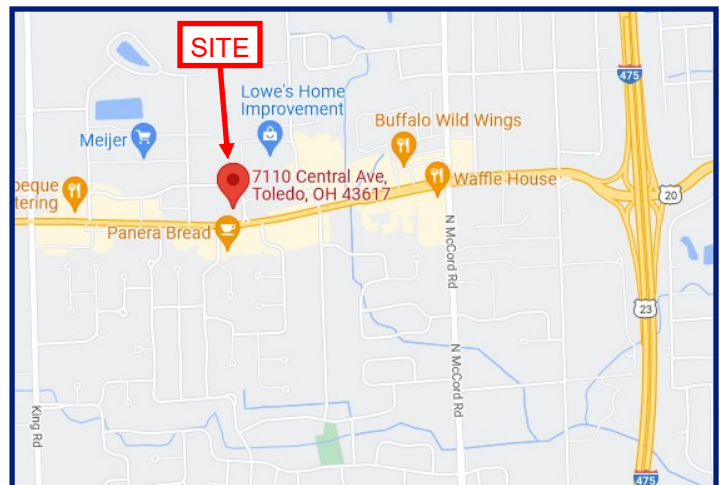 SITE
475
Lowe's Home
Improvement
Buffalo Wild Wings
Meijer
7110 Central Ave,
Toledo, OH 43617
Waffle House
beque
tering
20
Panera Bread
N McCord Rd
23
N McCord Rd
King Rd
475